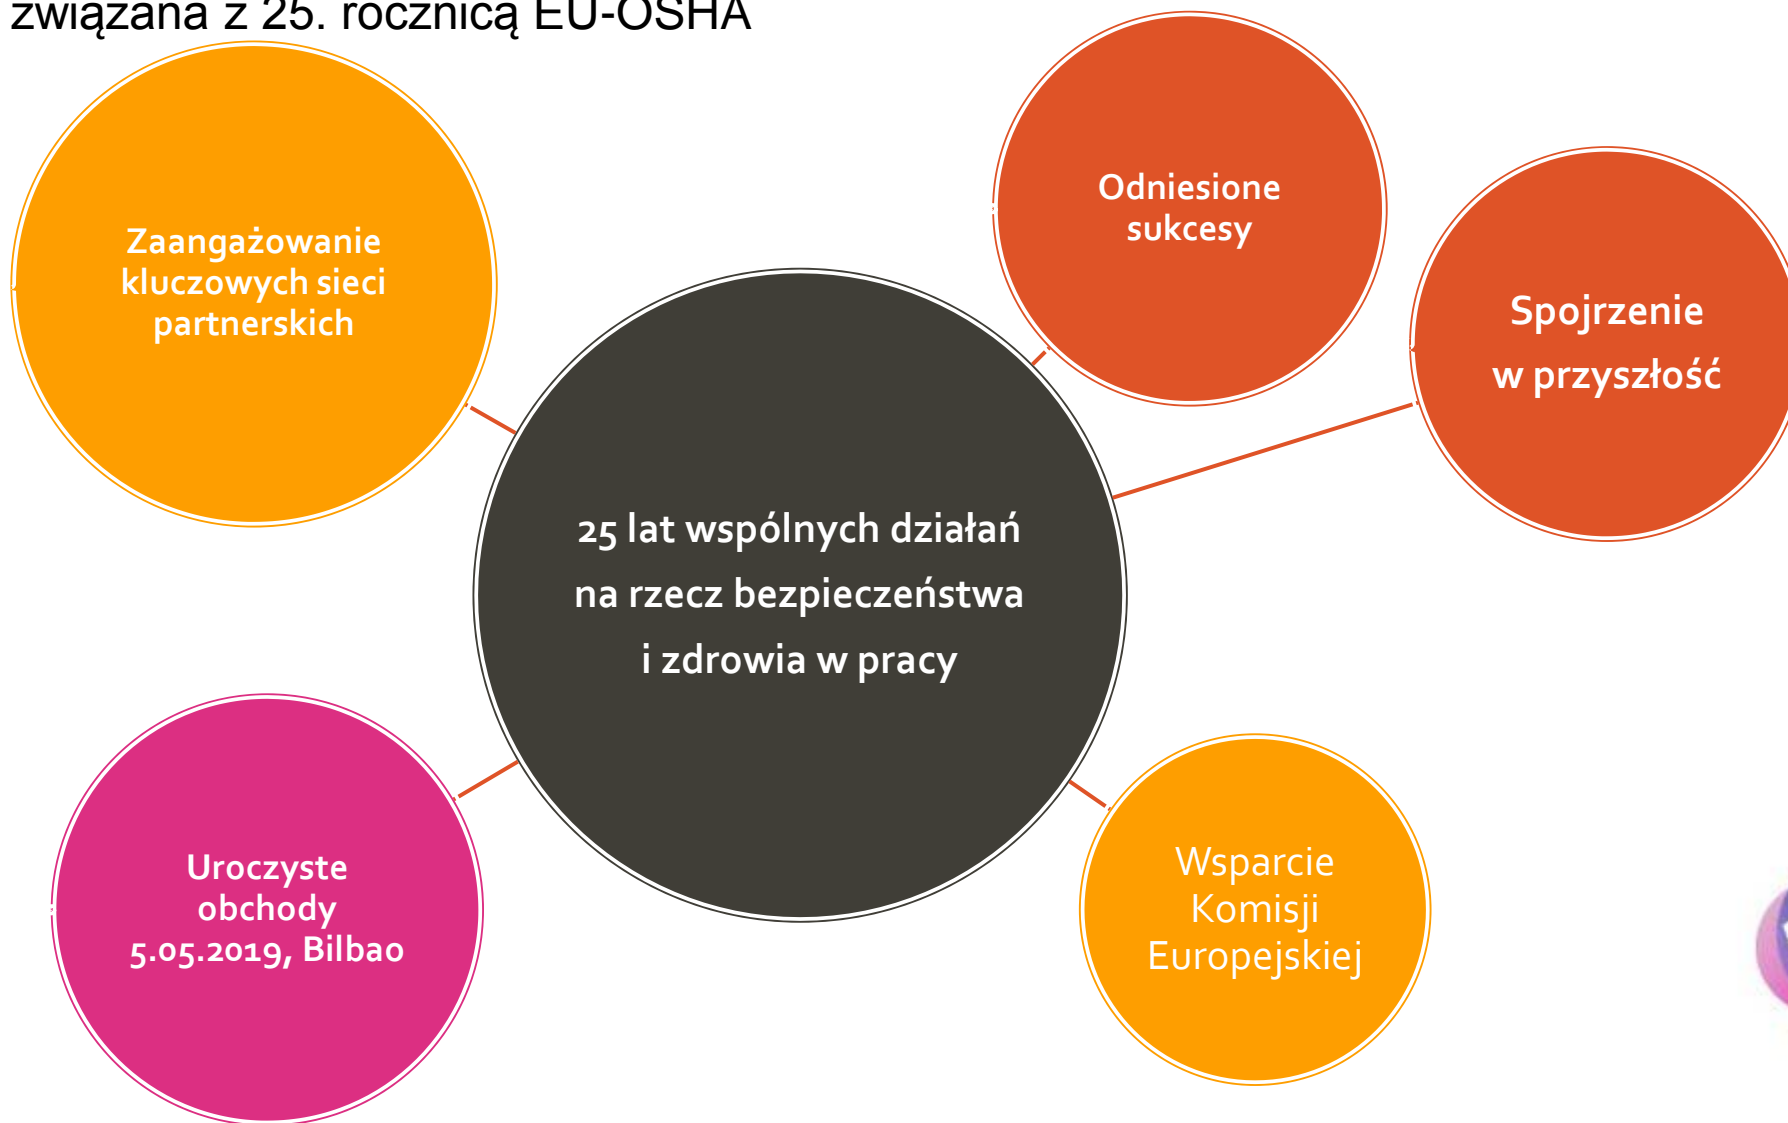 związana z 25. rocznicą EU-OSHA
Zaangażowanie
kluczowych sieci
partnerskich
Odniesione
sukcesy
Spojrzenie
w przyszłość
25 lat wspólnych działań
na rzecz bezpieczeństwa
i zdrowia w pracy
Uroczyste
obchody
5.05.2019, Bilbao
Wsparcie
Komisji
Europejskiej